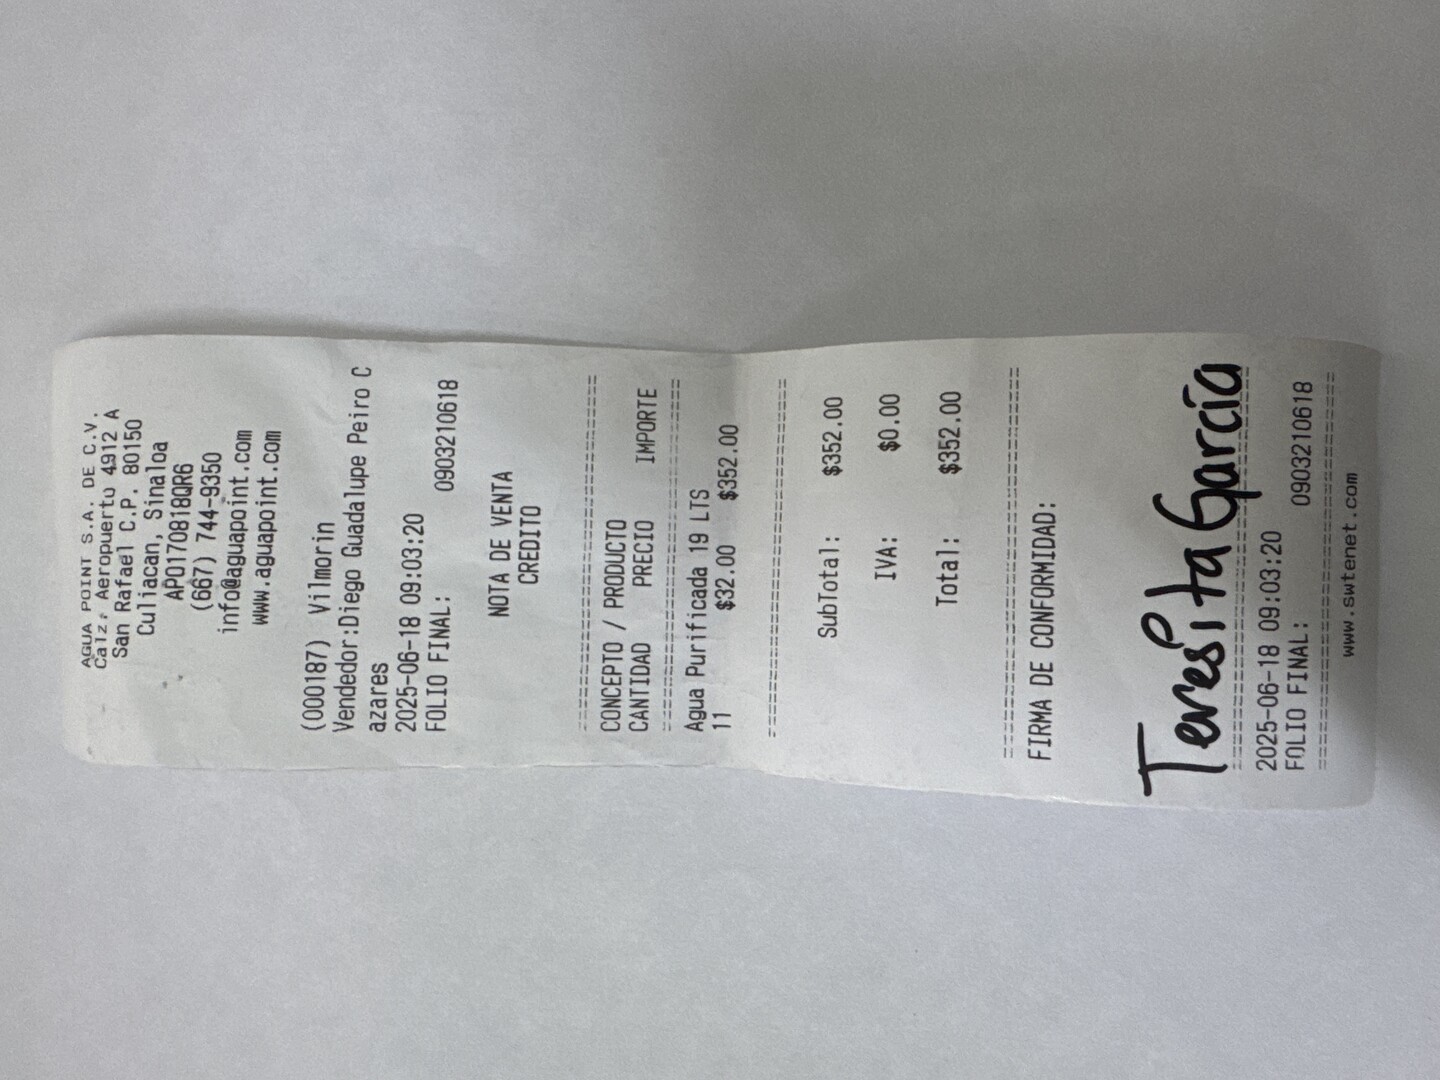 AGUA POINT S.A. DE C.V.
Calz, Aeropuerto 4912 A
San Rafael C.P. 80150
Culiacan, Sinaloa
APO170818QR6
(667) 744-9350
info@aguapoint.com
www.aguapoint.com
(000187) Vilmorin
Vendedor:Diego Guadalupe Peiro C
azares
2025-06-18 09:03:20
FOLIO FINAL: 0903210618
NOTA DE VENTA
CREDITO
================================
CONCEPTO / PRODUCTO
CANTIDAD PRECIO IMPORTE
================================
Agua Purificada 19 LTS
11 $32.00 $352.00
================================
SubTotal: $352.00
IVA: $0.00
Total: $352.00
================================
FIRMA DE CONFORMIDAD:
Teresita García
================================
2025-06-18 09:03:20
FOLIO FINAL: 0903210618
================================
www.swtenet.com